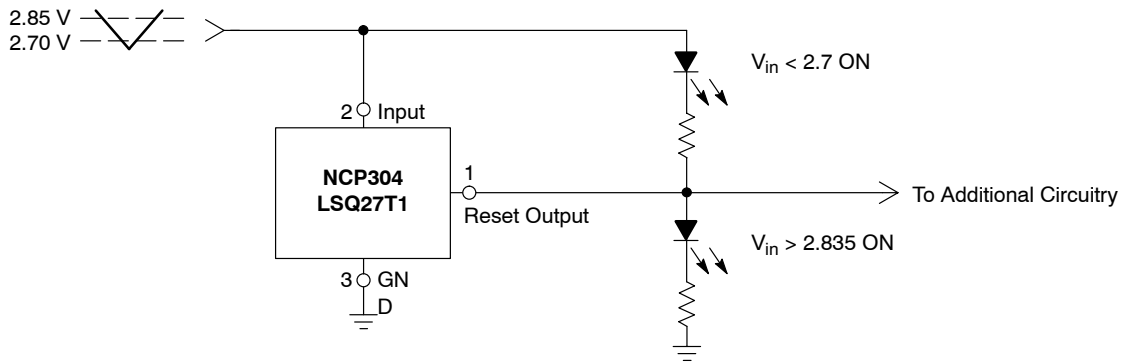 2.85 V
2.70 V
V_in < 2.7 ON
2 Input
NCP304
LSQ27T1
1
Reset Output
To Additional Circuitry
V_in > 2.835 ON
3 GN
D